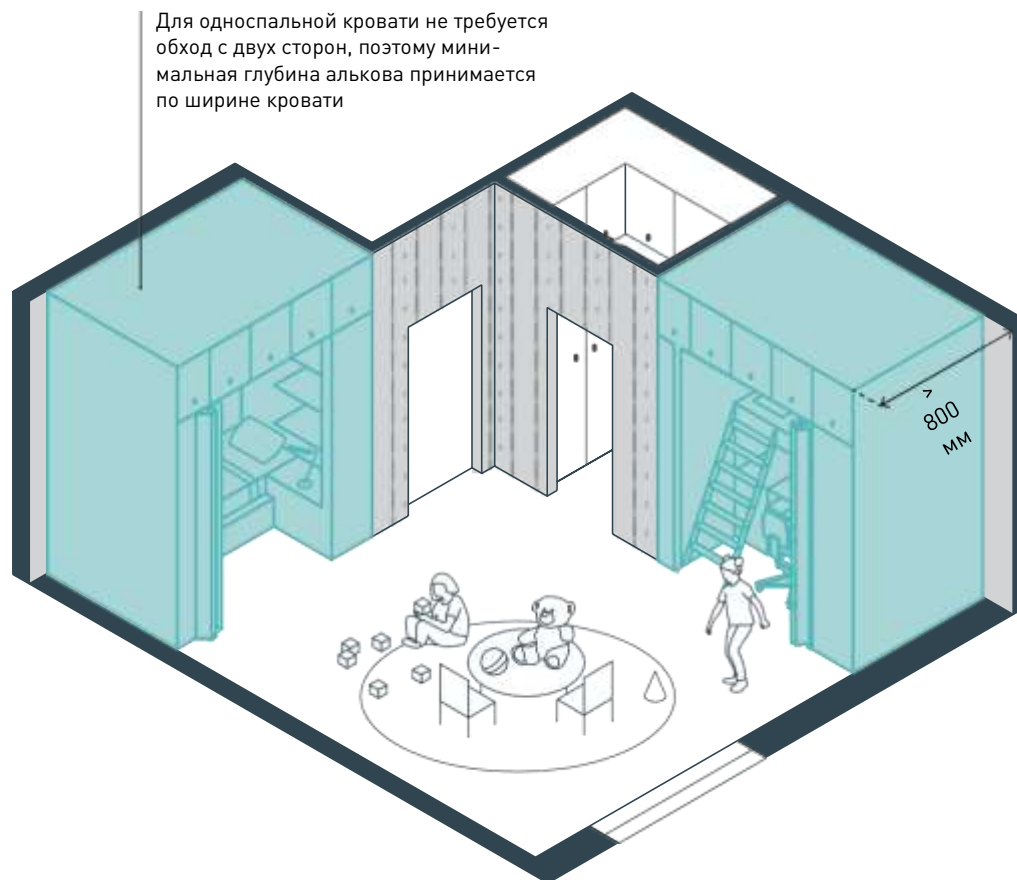 Для односпальной кровати не требуется
обход с двух сторон, поэтому мини-
мальная глубина алькова принимается
по ширине кровати
>
800
мм